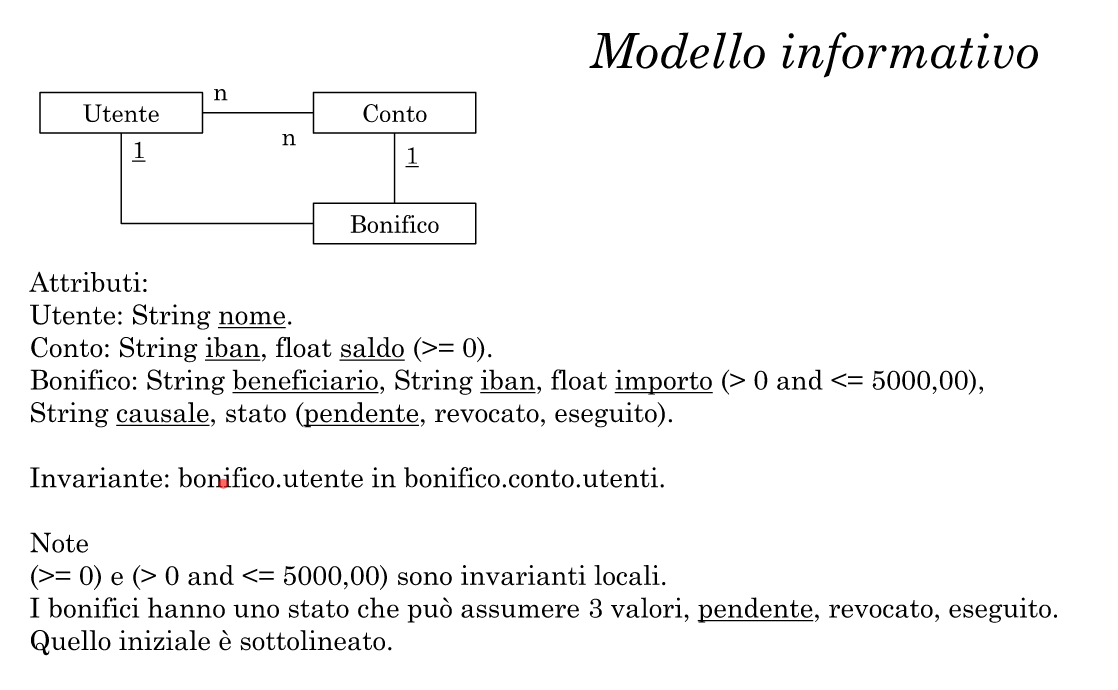 Modello informativo
n
Utente
Conto
n
1
1
Bonifico
Attributi:
Utente: String nome.
Conto: String iban, float saldo (>= 0).
Bonifico: String beneficiario, String iban, float importo (> 0 and <= 5000,00),
String causale, stato (pendente, revocato, eseguito).
Invariante: bonifico.utente in bonifico.conto.utenti.
Note
(>= 0) e (> 0 and <= 5000,00) sono invarianti locali.
I bonifici hanno uno stato che può assumere 3 valori, pendente, revocato, eseguito.
Quello iniziale è sottolineato.